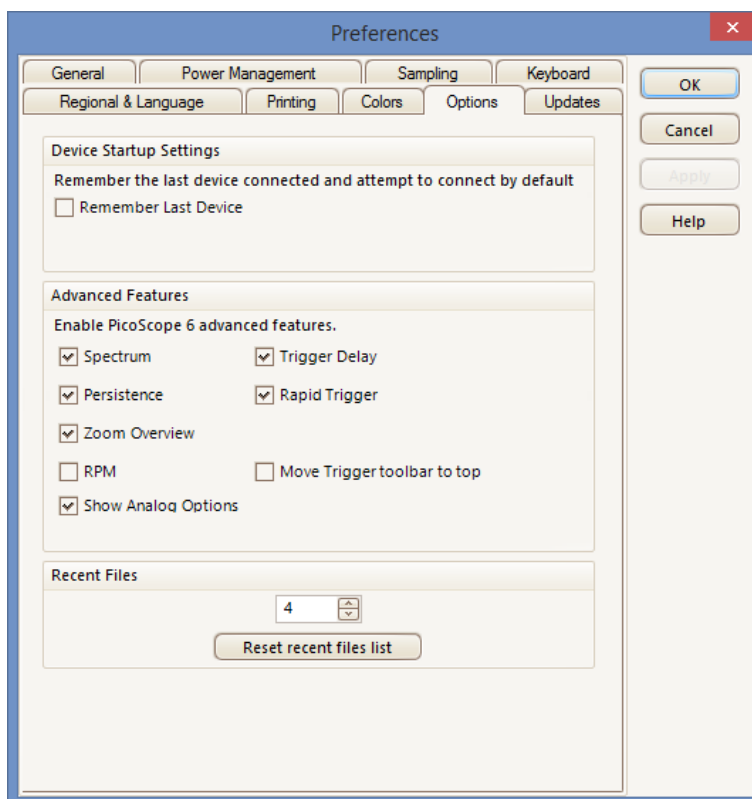 Preferences
General Power Management Sampling Keyboard
Regional & Language Printing Colors Options Updates
OK
Cancel
Apply
Help
Device Startup Settings
Remember the last device connected and attempt to connect by default
Remember Last Device
Advanced Features
Enable PicoScope 6 advanced features.
Spectrum Trigger Delay
Persistence Rapid Trigger
Zoom Overview
RPM Move Trigger toolbar to top
Show Analog Options
Recent Files
4
Reset recent files list